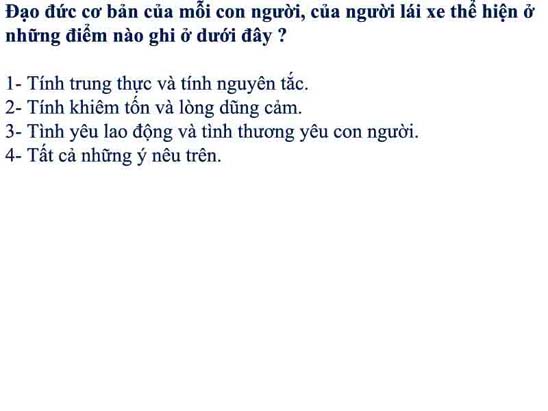 Đạo đức cơ bản của mỗi con người, của người lái xe thể hiện ở
những điểm nào ghi ở dưới đây ?
1- Tính trung thực và tính nguyên tắc.
2- Tính khiêm tốn và lòng dũng cảm.
3- Tình yêu lao động và tình thương yêu con người.
4- Tất cả những ý nêu trên.